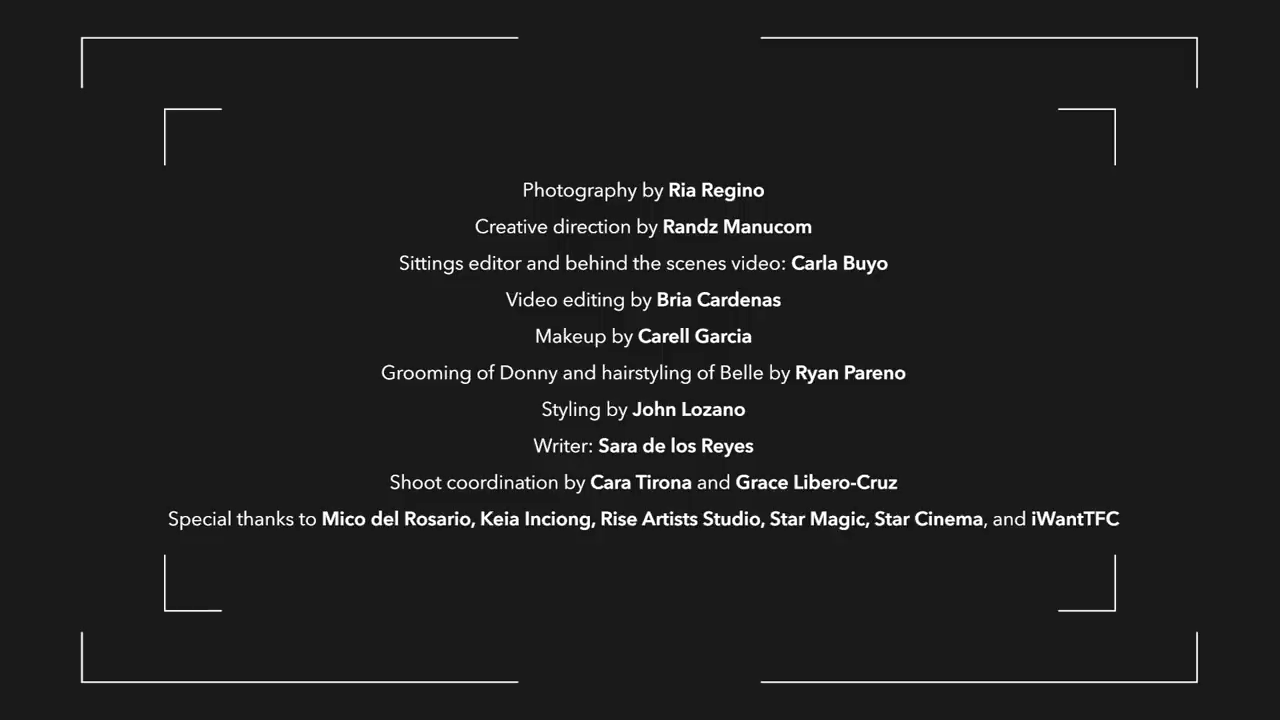 Photography by Ria Regino
Creative direction by Randz Manucom
Sittings editor and behind the scenes video: Carla Buyo
Video editing by Bria Cardenas
Makeup by Carell Garcia
Grooming of Donny and hairstyling of Belle by Ryan Pareno
Styling by John Lozano
Writer: Sara de los Reyes
Shoot coordination by Cara Tirona and Grace Libero-Cruz
Special thanks to Mico del Rosario, Keia Inciong, Rise Artists Studio, Star Magic, Star Cinema, and iWantTFC